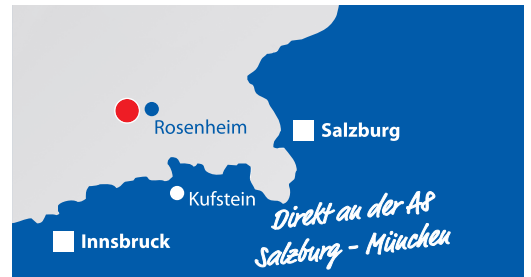 Rosenheim
Salzburg
Kufstein
Innsbruck
Direkt an der A8
Salzburg - München